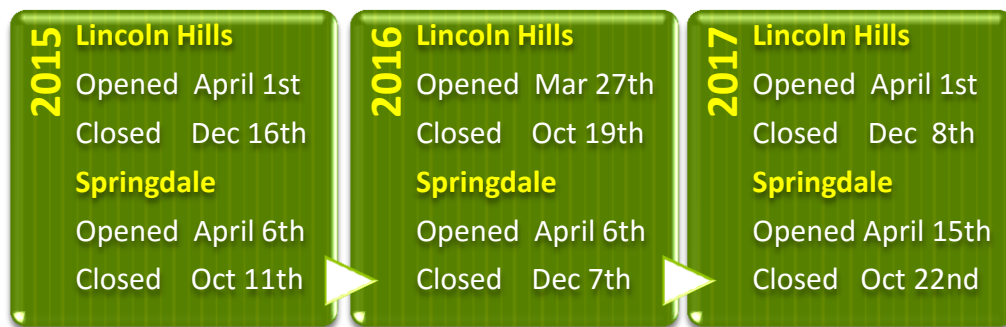 2015
Lincoln Hills
Opened April 1st
Closed Dec 16th
Springdale
Opened April 6th
Closed Oct 11th
2016
Lincoln Hills
Opened Mar 27th
Closed Oct 19th
Springdale
Opened April 6th
Closed Dec 7th
2017
Lincoln Hills
Opened April 1st
Closed Dec 8th
Springdale
Opened April 15th
Closed Oct 22nd